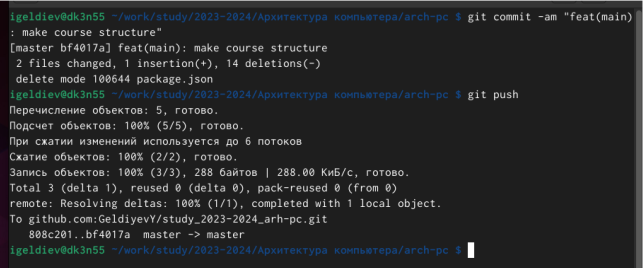 igeldiev@dk3n55 ~/work/study/2023-2024/Архитектура компьютера/arch-pc $ git commit -am "feat(main)
: make course structure"
[master bf4017a] feat(main): make course structure
 2 files changed, 1 insertion(+), 14 deletions(-)
 delete mode 100644 package.json
igeldiev@dk3n55 ~/work/study/2023-2024/Архитектура компьютера/arch-pc $ git push
Перечисление объектов: 5, готово.
Подсчет объектов: 100% (5/5), готово.
При сжатии изменений используется до 6 потоков
Сжатие объектов: 100% (2/2), готово.
Запись объектов: 100% (3/3), 288 байтов | 288.00 КиБ/с, готово.
Total 3 (delta 1), reused 0 (delta 0), pack-reused 0 (from 0)
remote: Resolving deltas: 100% (1/1), completed with 1 local object.
To github.com:GeldiyevY/study_2023-2024_arh-pc.git
   808c201..bf4017a  master -> master
igeldiev@dk3n55 ~/work/study/2023-2024/Архитектура компьютера/arch-pc $